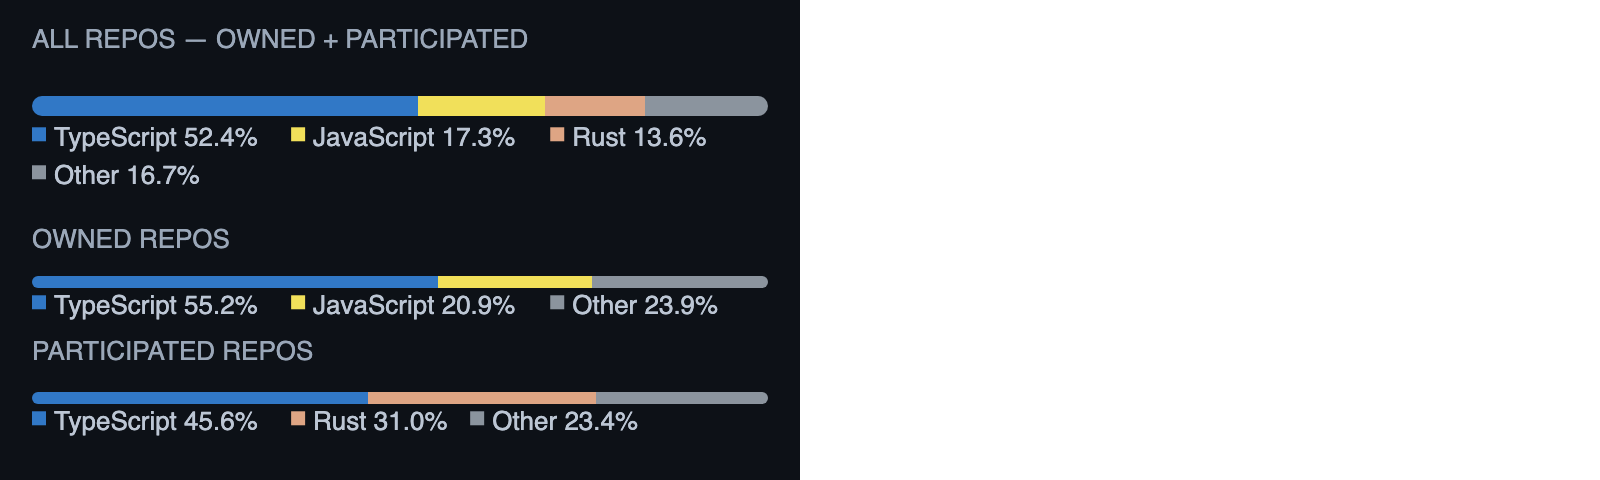 ALL REPOS — OWNED + PARTICIPATED
TypeScript 52.4% JavaScript 17.3% Rust 13.6%
Other 16.7%
OWNED REPOS
TypeScript 55.2% JavaScript 20.9% Other 23.9%
PARTICIPATED REPOS
TypeScript 45.6% Rust 31.0% Other 23.4%